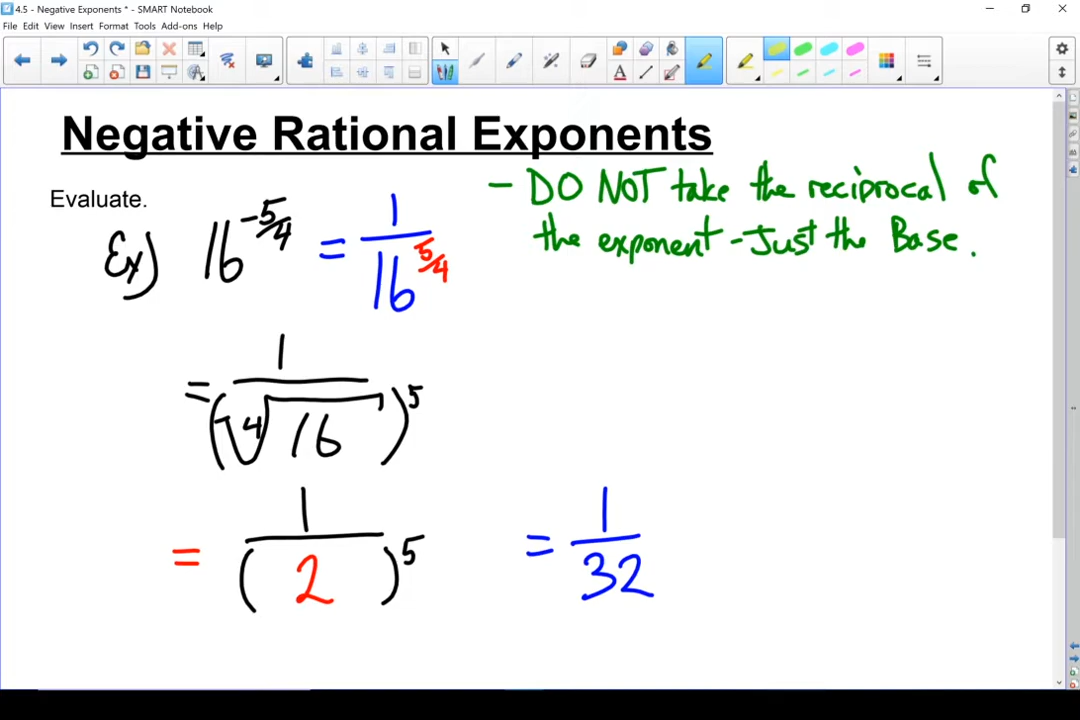 4.5 - Negative Exponents * - SMART Notebook
File Edit View Insert Format Tools Add-ons Help
Negative Rational Exponents
- DO NOT take the reciprocal of
the exponent - Just the Base.
Evaluate.
Ex) 16^(-5/4) = 1/16^(5/4)
= 1/(∜16)^5
= 1/(2)^5 = 1/32